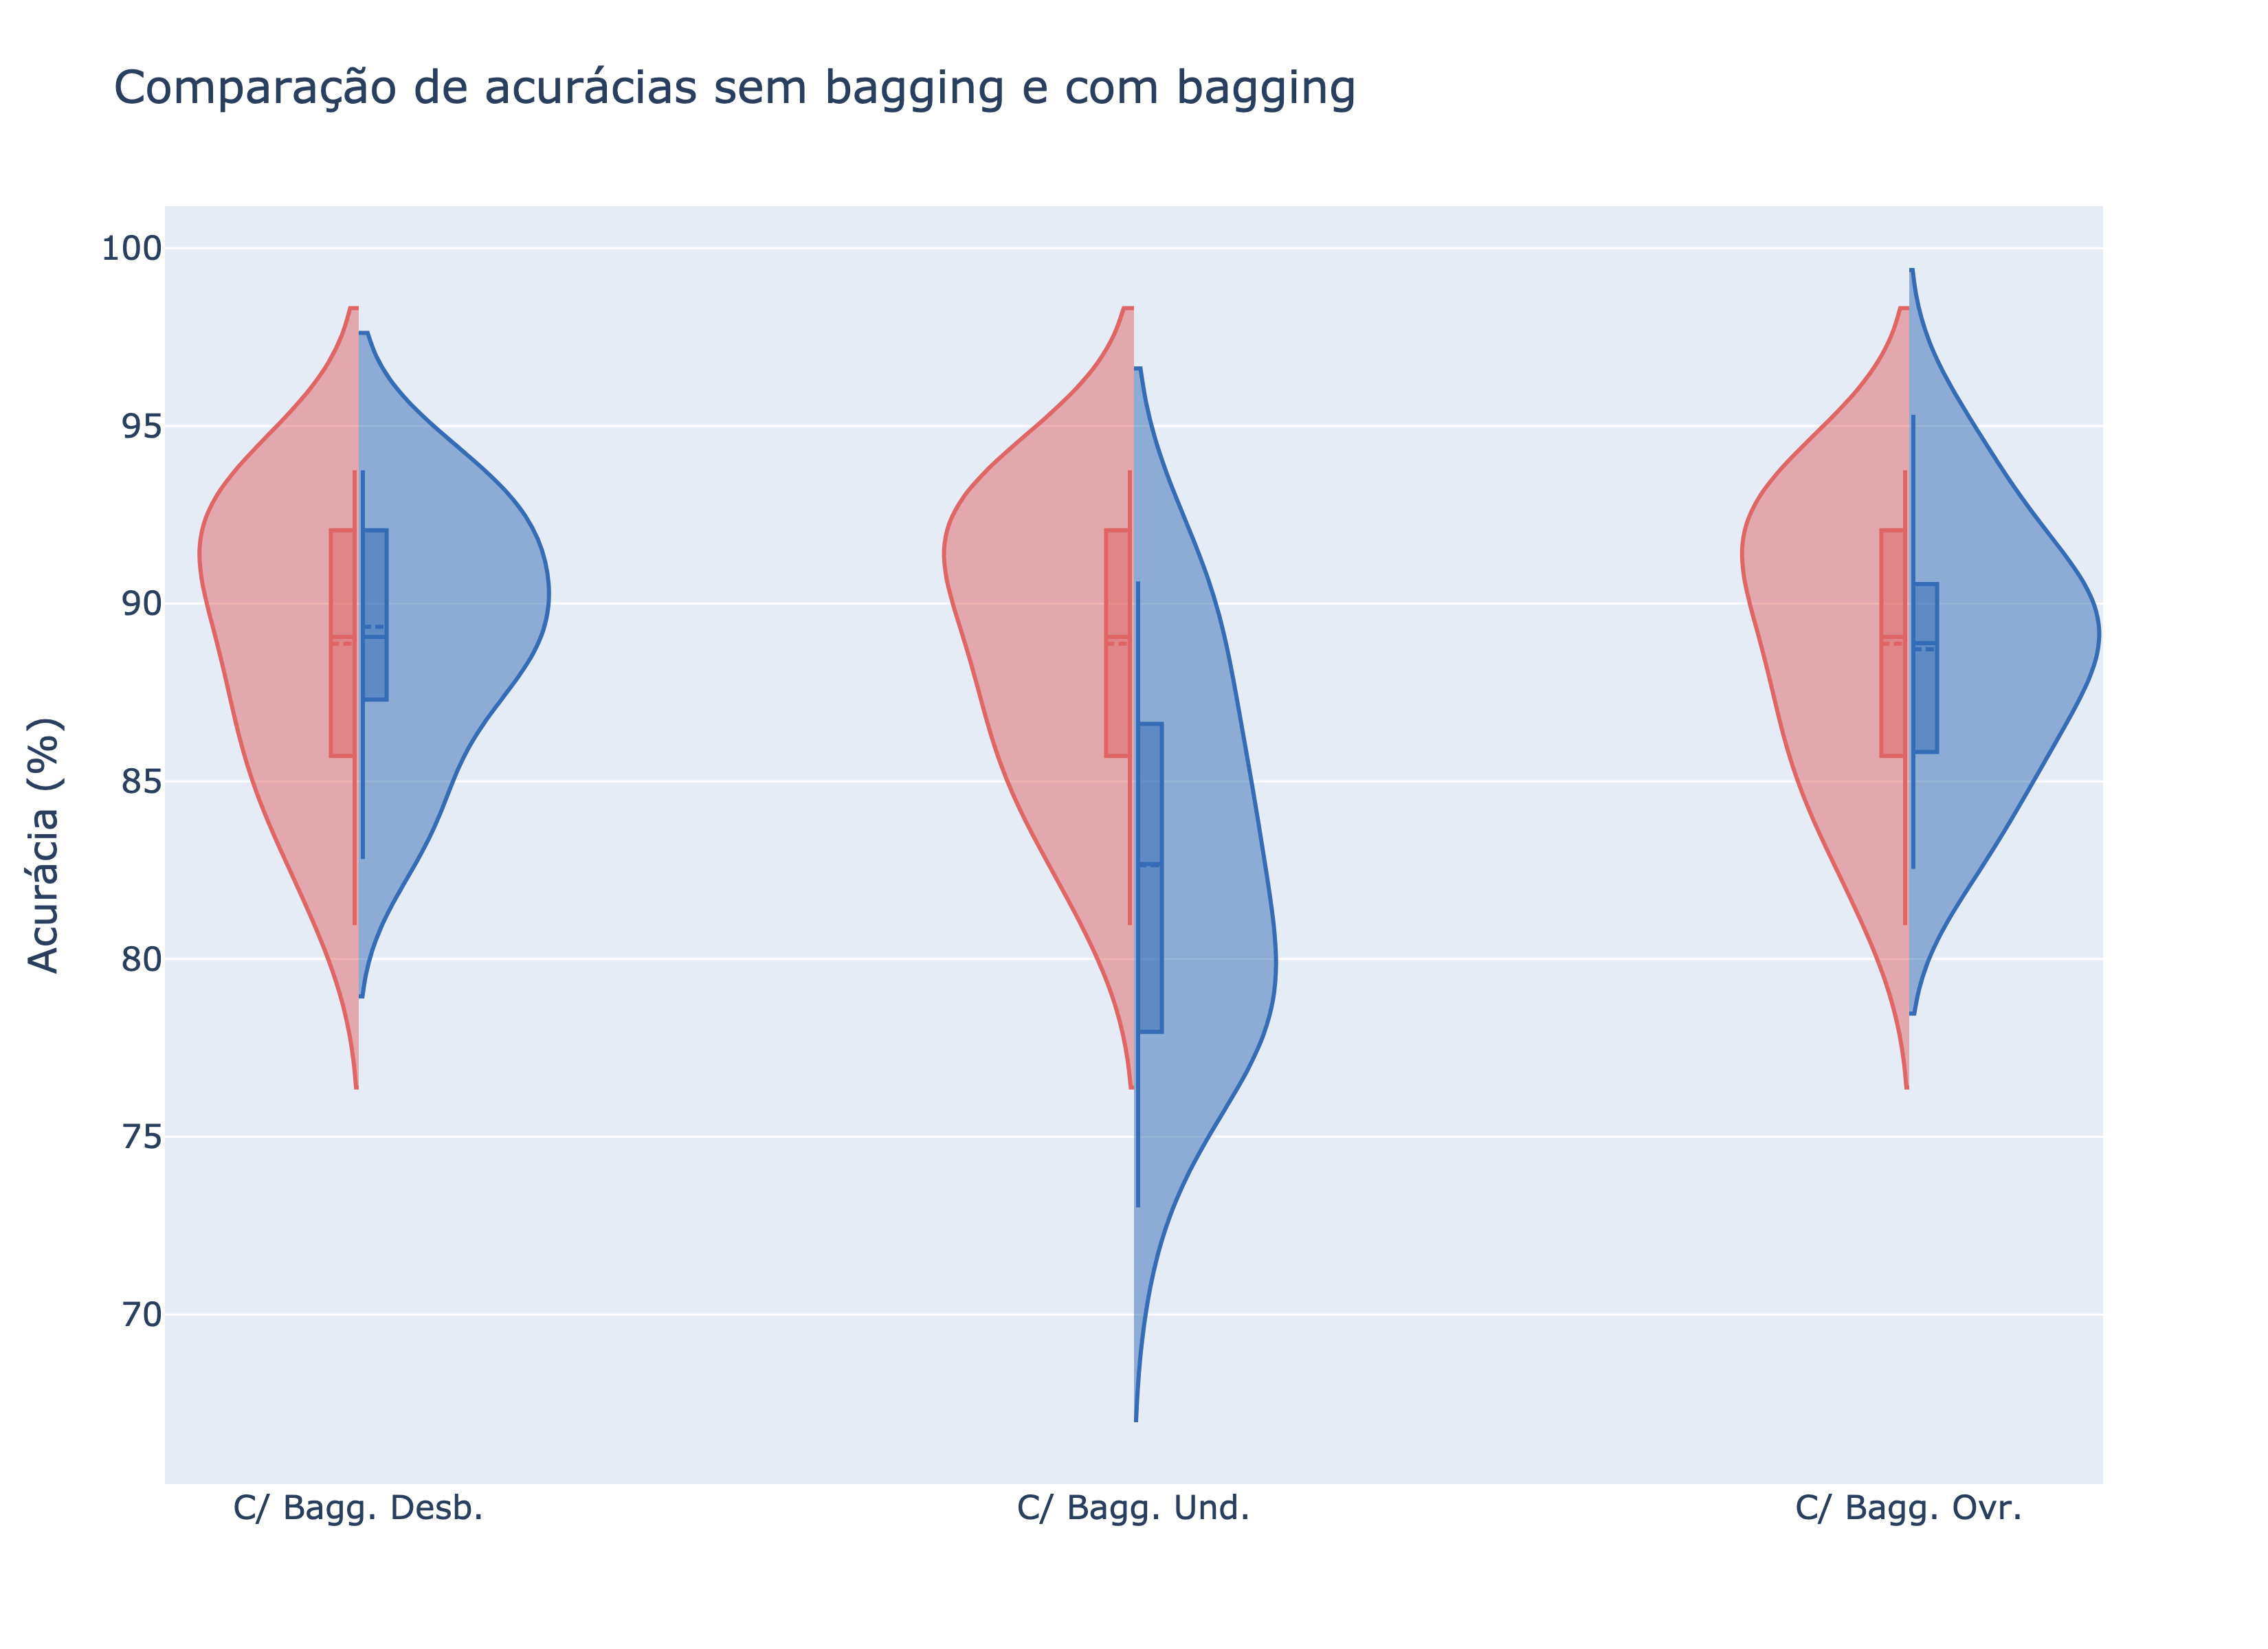 Comparação de acurácias sem bagging e com bagging
Acurácia (%)
100
95
90
85
80
75
70
C/ Bagg. Desb.
C/ Bagg. Und.
C/ Bagg. Ovr.